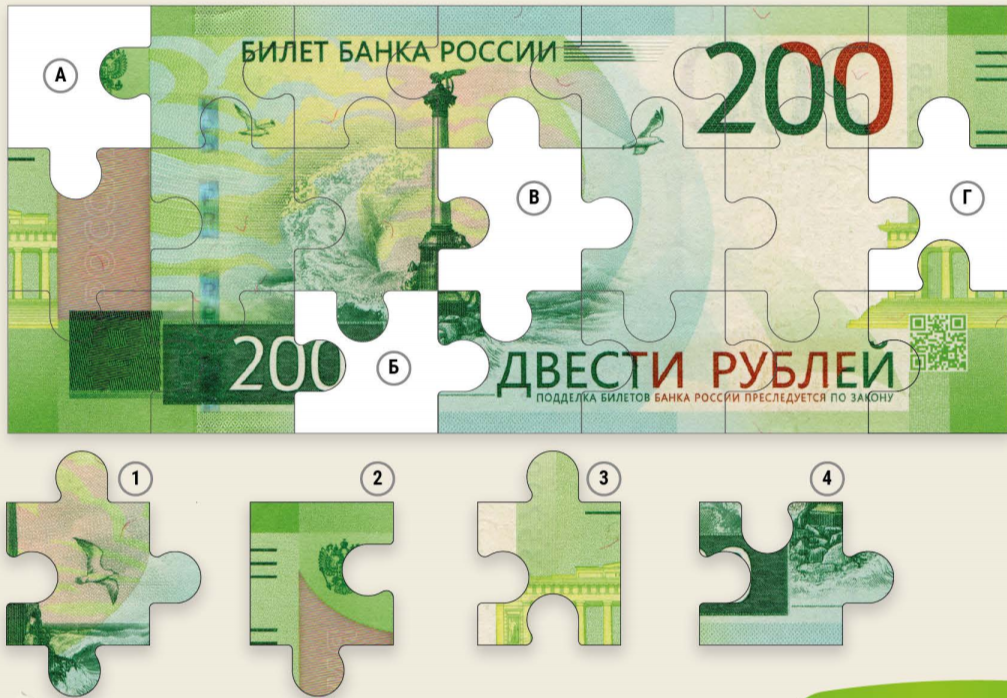 БИЛЕТ БАНКА РОССИИ
200
А
В
Г
200
Б
ДВЕСТИ РУБЛЕЙ
ПОДДЕЛКА БИЛЕТОВ БАНКА РОССИИ ПРЕСЛЕДУЕТСЯ ПО ЗАКОНУ
1
2
3
4